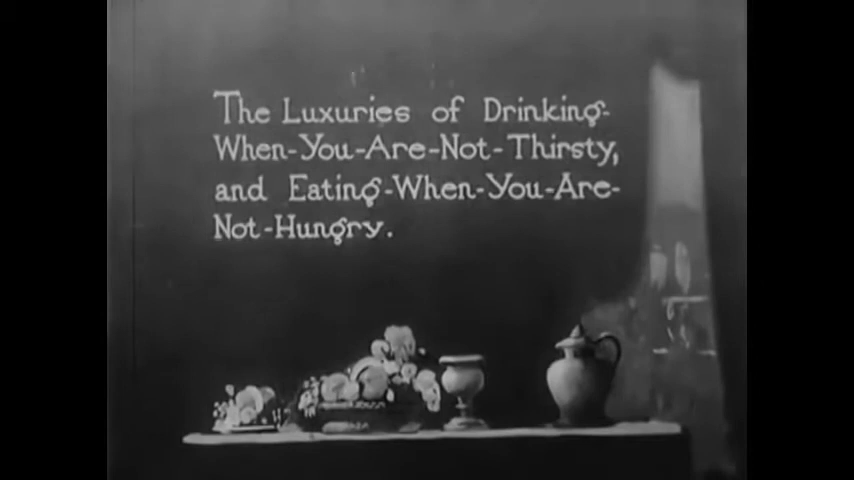 The Luxuries of Drinking-
When-You-Are-Not-Thirsty,
and Eating-When-You-Are-
Not-Hungry.